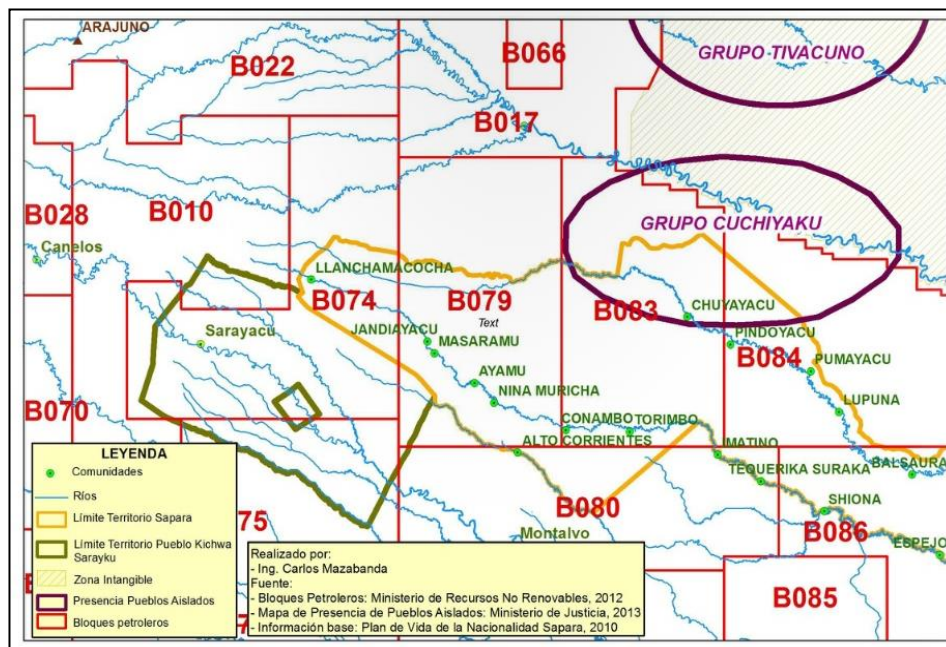 ARAJUNO
B022
B066
GRUPO TIVACUNO
B017
B028
B010
GRUPO CUCHIYAKU
Canelos
LLANCHAMACOCHA
B074
B079
B083
CHUYAYACU
Text
Sarayacu
JANDIAYACU
MASARAMU
PINDOYACU
B084
PUMAYACU
AYAMU
NINA MURICHA
B070
LUPUNA
CONAMBO
TORIMBO
ALTO CORRIENTES
MATINO
BALSAURA
TEQUERIKA SURAKA
B080
SHIONA
B086
Montalvo
ESPEJO
75
B085
LEYENDA
Comunidades
Ríos
Límite Territorio Sapara
Límite Territorio Pueblo Kichwa
Sarayku
Zona Intangible
Presencia Pueblos Aislados
Bloques petroleros
Realizado por:
- Ing. Carlos Mazabanda
Fuente:
- Bloques Petroleros: Ministerio de Recursos No Renovables, 2012
- Mapa de Presencia de Pueblos Aislados: Ministerio de Justicia, 2013
- Información base: Plan de Vida de la Nacionalidad Sapara, 2010